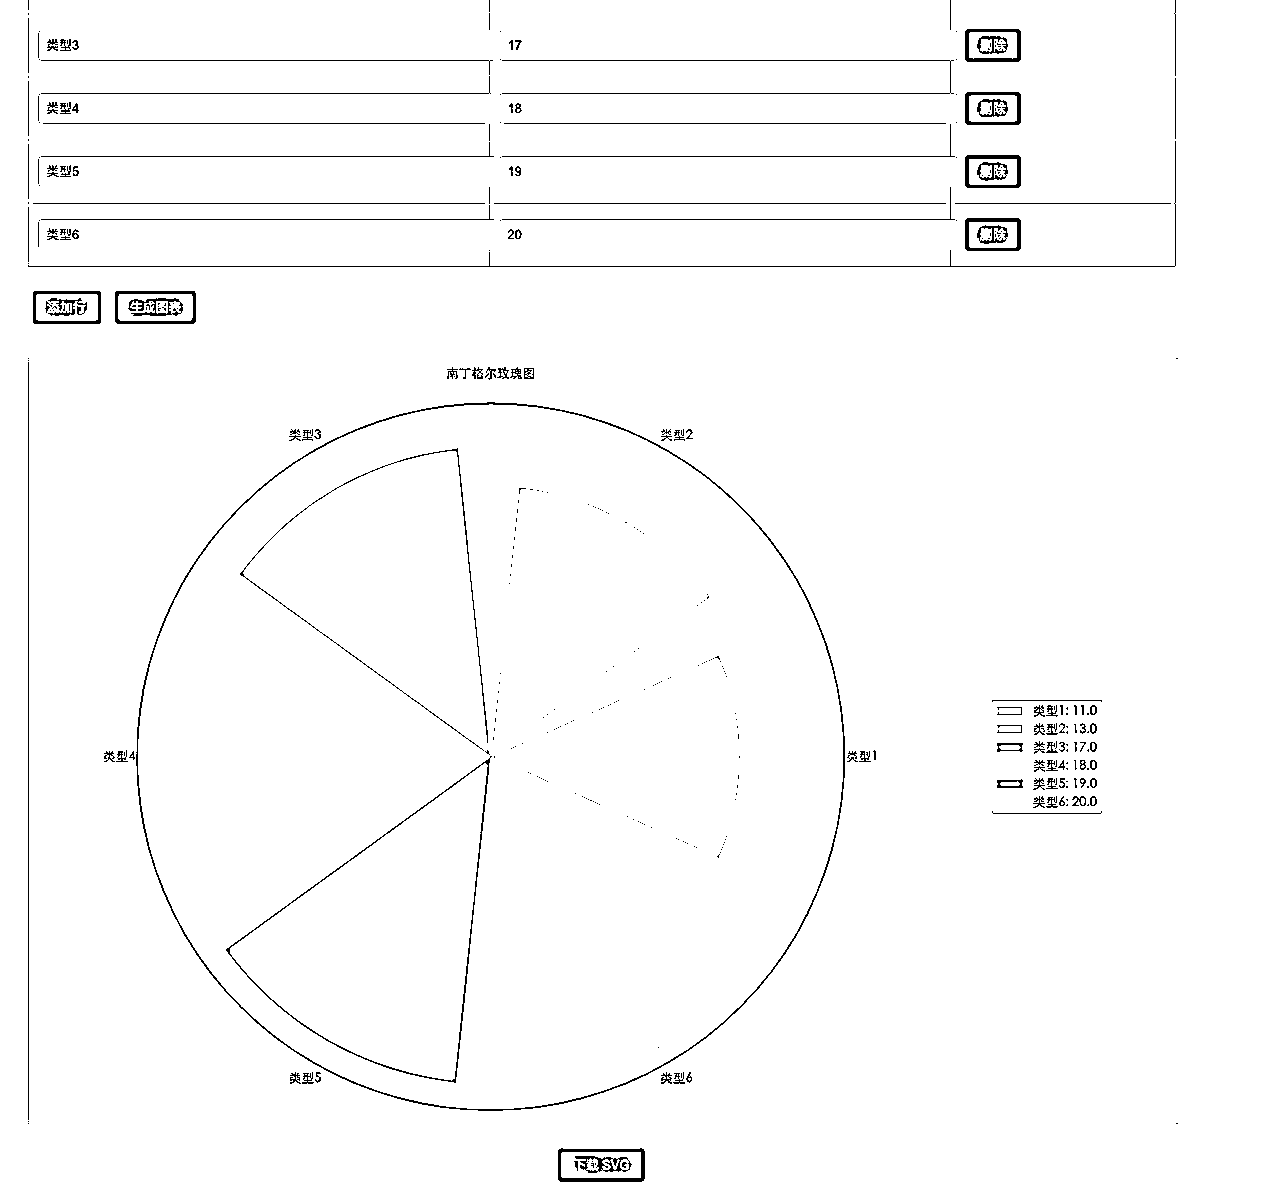 类型3 17 删除
类型4 18 删除
类型5 19 删除
类型6 20 删除
添加行 生成图表
南丁格尔玫瑰图
类型3 类型2
类型4 类型1
类型1: 11.0
类型2: 13.0
类型3: 17.0
类型4: 18.0
类型5: 19.0
类型6: 20.0
类型5 类型6
下载 SVG